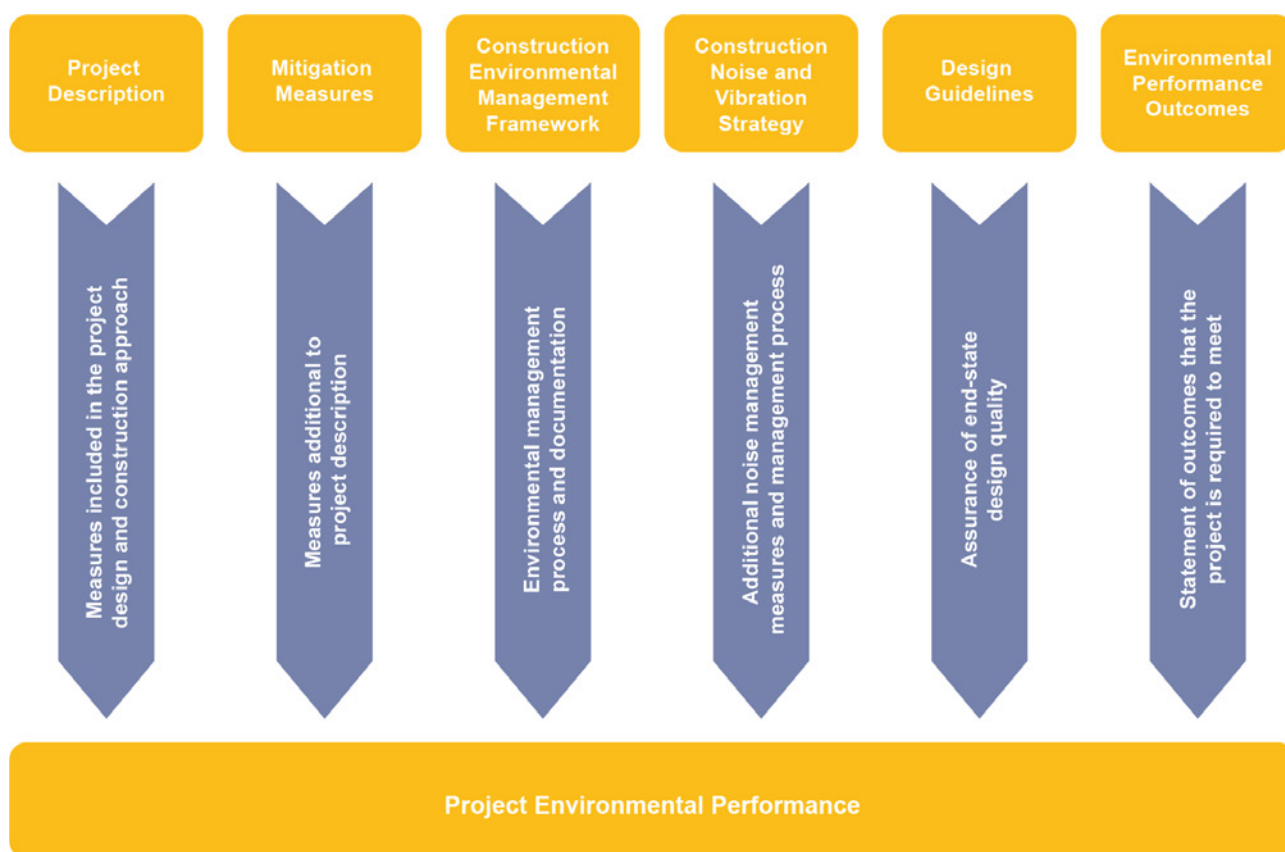 Project
Description
Mitigation
Measures
Construction
Environmental
Management
Framework
Construction
Noise and
Vibration
Strategy
Design
Guidelines
Environmental
Performance
Outcomes
Measures included in the project
design and construction approach
Measures additional to
project description
Environmental management
process and documentation
Additional noise management
measures and management process
Assurance of end-state
design quality
Statement of outcomes that the
project is required to meet
Project Environmental Performance